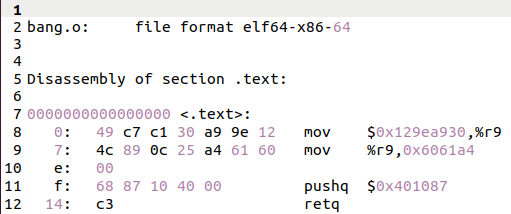 1
2 bang.o:     file format elf64-x86-64
3
4
5 Disassembly of section .text:
6
7 0000000000000000 <.text>:
8    0:   49 c7 c1 30 a9 9e 12    mov    $0x129ea930,%r9
9    7:   4c 89 0c 25 a4 61 60    mov    %r9,0x6061a4
10    e:   00
11    f:   68 87 10 40 00          pushq  $0x401087
12   14:   c3                      retq